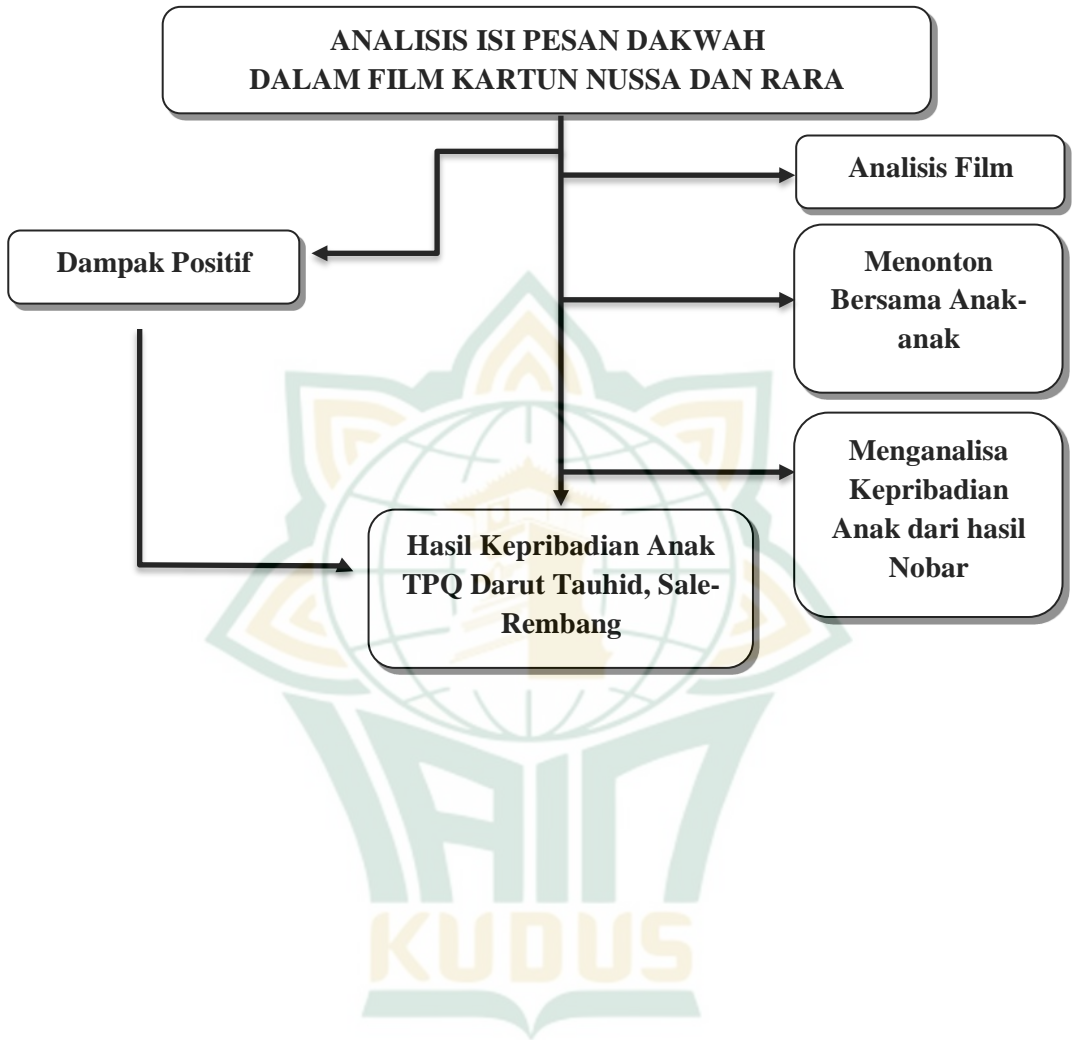 ANALISIS ISI PESAN DAKWAH
DALAM FILM KARTUN NUSSA DAN RARA
Analisis Film
Dampak Positif
Menonton
Bersama Anak-
anak
Menganalisa
Kepribadian
Anak dari hasil
Nobar
Hasil Kepribadian Anak
TPQ Darut Tauhid, Sale-
Rembang
IAIN
KUDUS